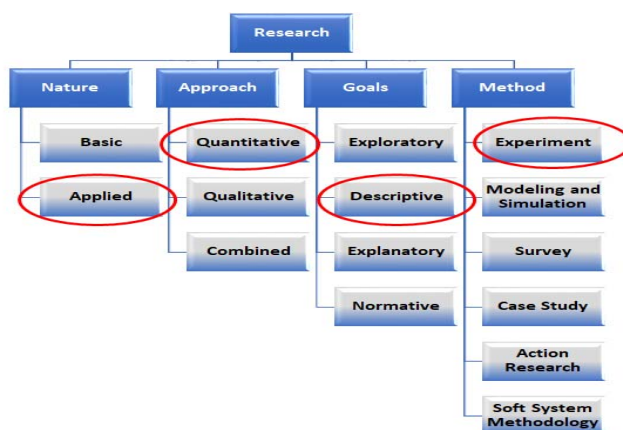 Research
Nature
Approach
Goals
Method
Basic
Quantitative
Exploratory
Experiment
Applied
Qualitative
Descriptive
Modeling and
Simulation
Combined
Explanatory
Survey
Normative
Case Study
Action
Research
Soft System
Methodology